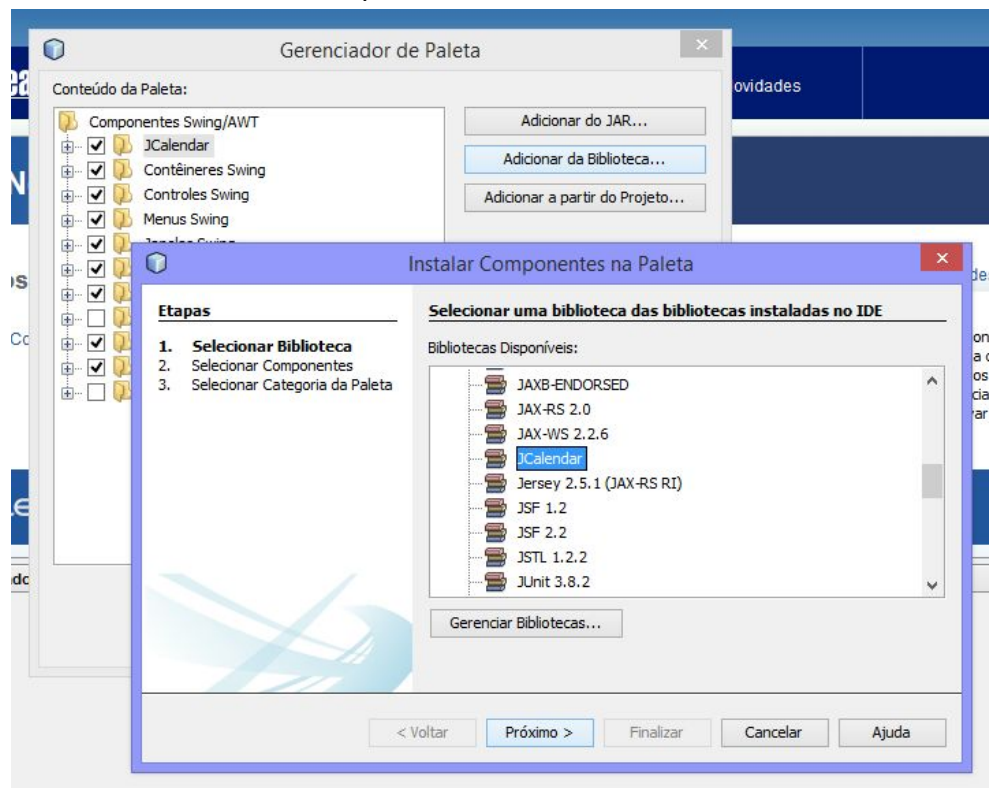 Gerenciador de Paleta
ovidades
Conteúdo da Paleta:
Componentes Swing/AWT
JCalendar
Contêineres Swing
Controles Swing
Menus Swing
Adicionar do JAR...
Adicionar da Biblioteca...
Adicionar a partir do Projeto...
Instalar Componentes na Paleta
Etapas
1. Selecionar Biblioteca
2. Selecionar Componentes
3. Selecionar Categoria da Paleta
Selecionar uma biblioteca das bibliotecas instaladas no IDE
Bibliotecas Disponíveis:
JAXB-ENDORSED
JAX-RS 2.0
JAX-WS 2.2.6
JCalendar
Jersey 2.5.1 (JAX-RS RI)
JSF 1.2
JSF 2.2
JSTL 1.2.2
JUnit 3.8.2
Gerenciar Bibliotecas...
< Voltar
Próximo >
Finalizar
Cancelar
Ajuda